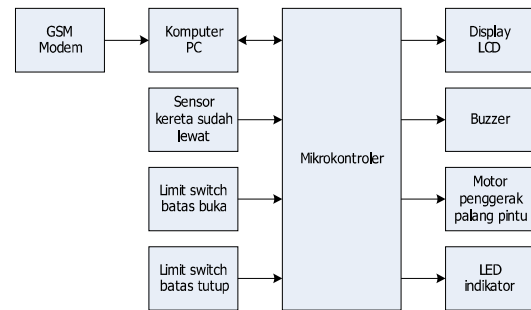 GSM
Modem
Komputer
PC
Display
LCD
Sensor
kereta sudah
lewat
Buzzer
Mikrokontroler
Limit switch
batas buka
Motor
penggerak
palang pintu
Limit switch
batas tutup
LED
indikator